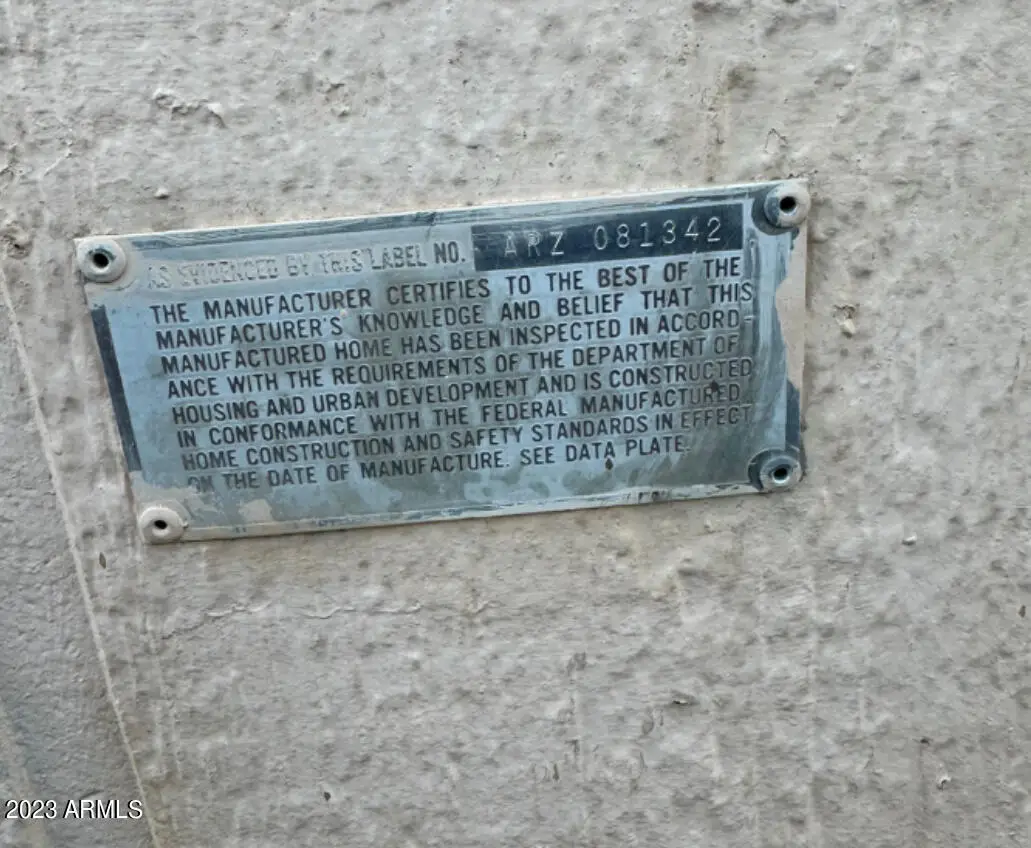 AS EVIDENCED BY THIS LABEL NO. ARZ 081342
THE MANUFACTURER CERTIFIES TO THE BEST OF THE
MANUFACTURER'S KNOWLEDGE AND BELIEF THAT THIS
MANUFACTURED HOME HAS BEEN INSPECTED IN ACCORD-
ANCE WITH THE REQUIREMENTS OF THE DEPARTMENT OF
HOUSING AND URBAN DEVELOPMENT AND IS CONSTRUCTED
IN CONFORMANCE WITH THE FEDERAL MANUFACTURED
HOME CONSTRUCTION AND SAFETY STANDARDS IN EFFECT
ON THE DATE OF MANUFACTURE. SEE DATA PLATE.
2023 ARMLS